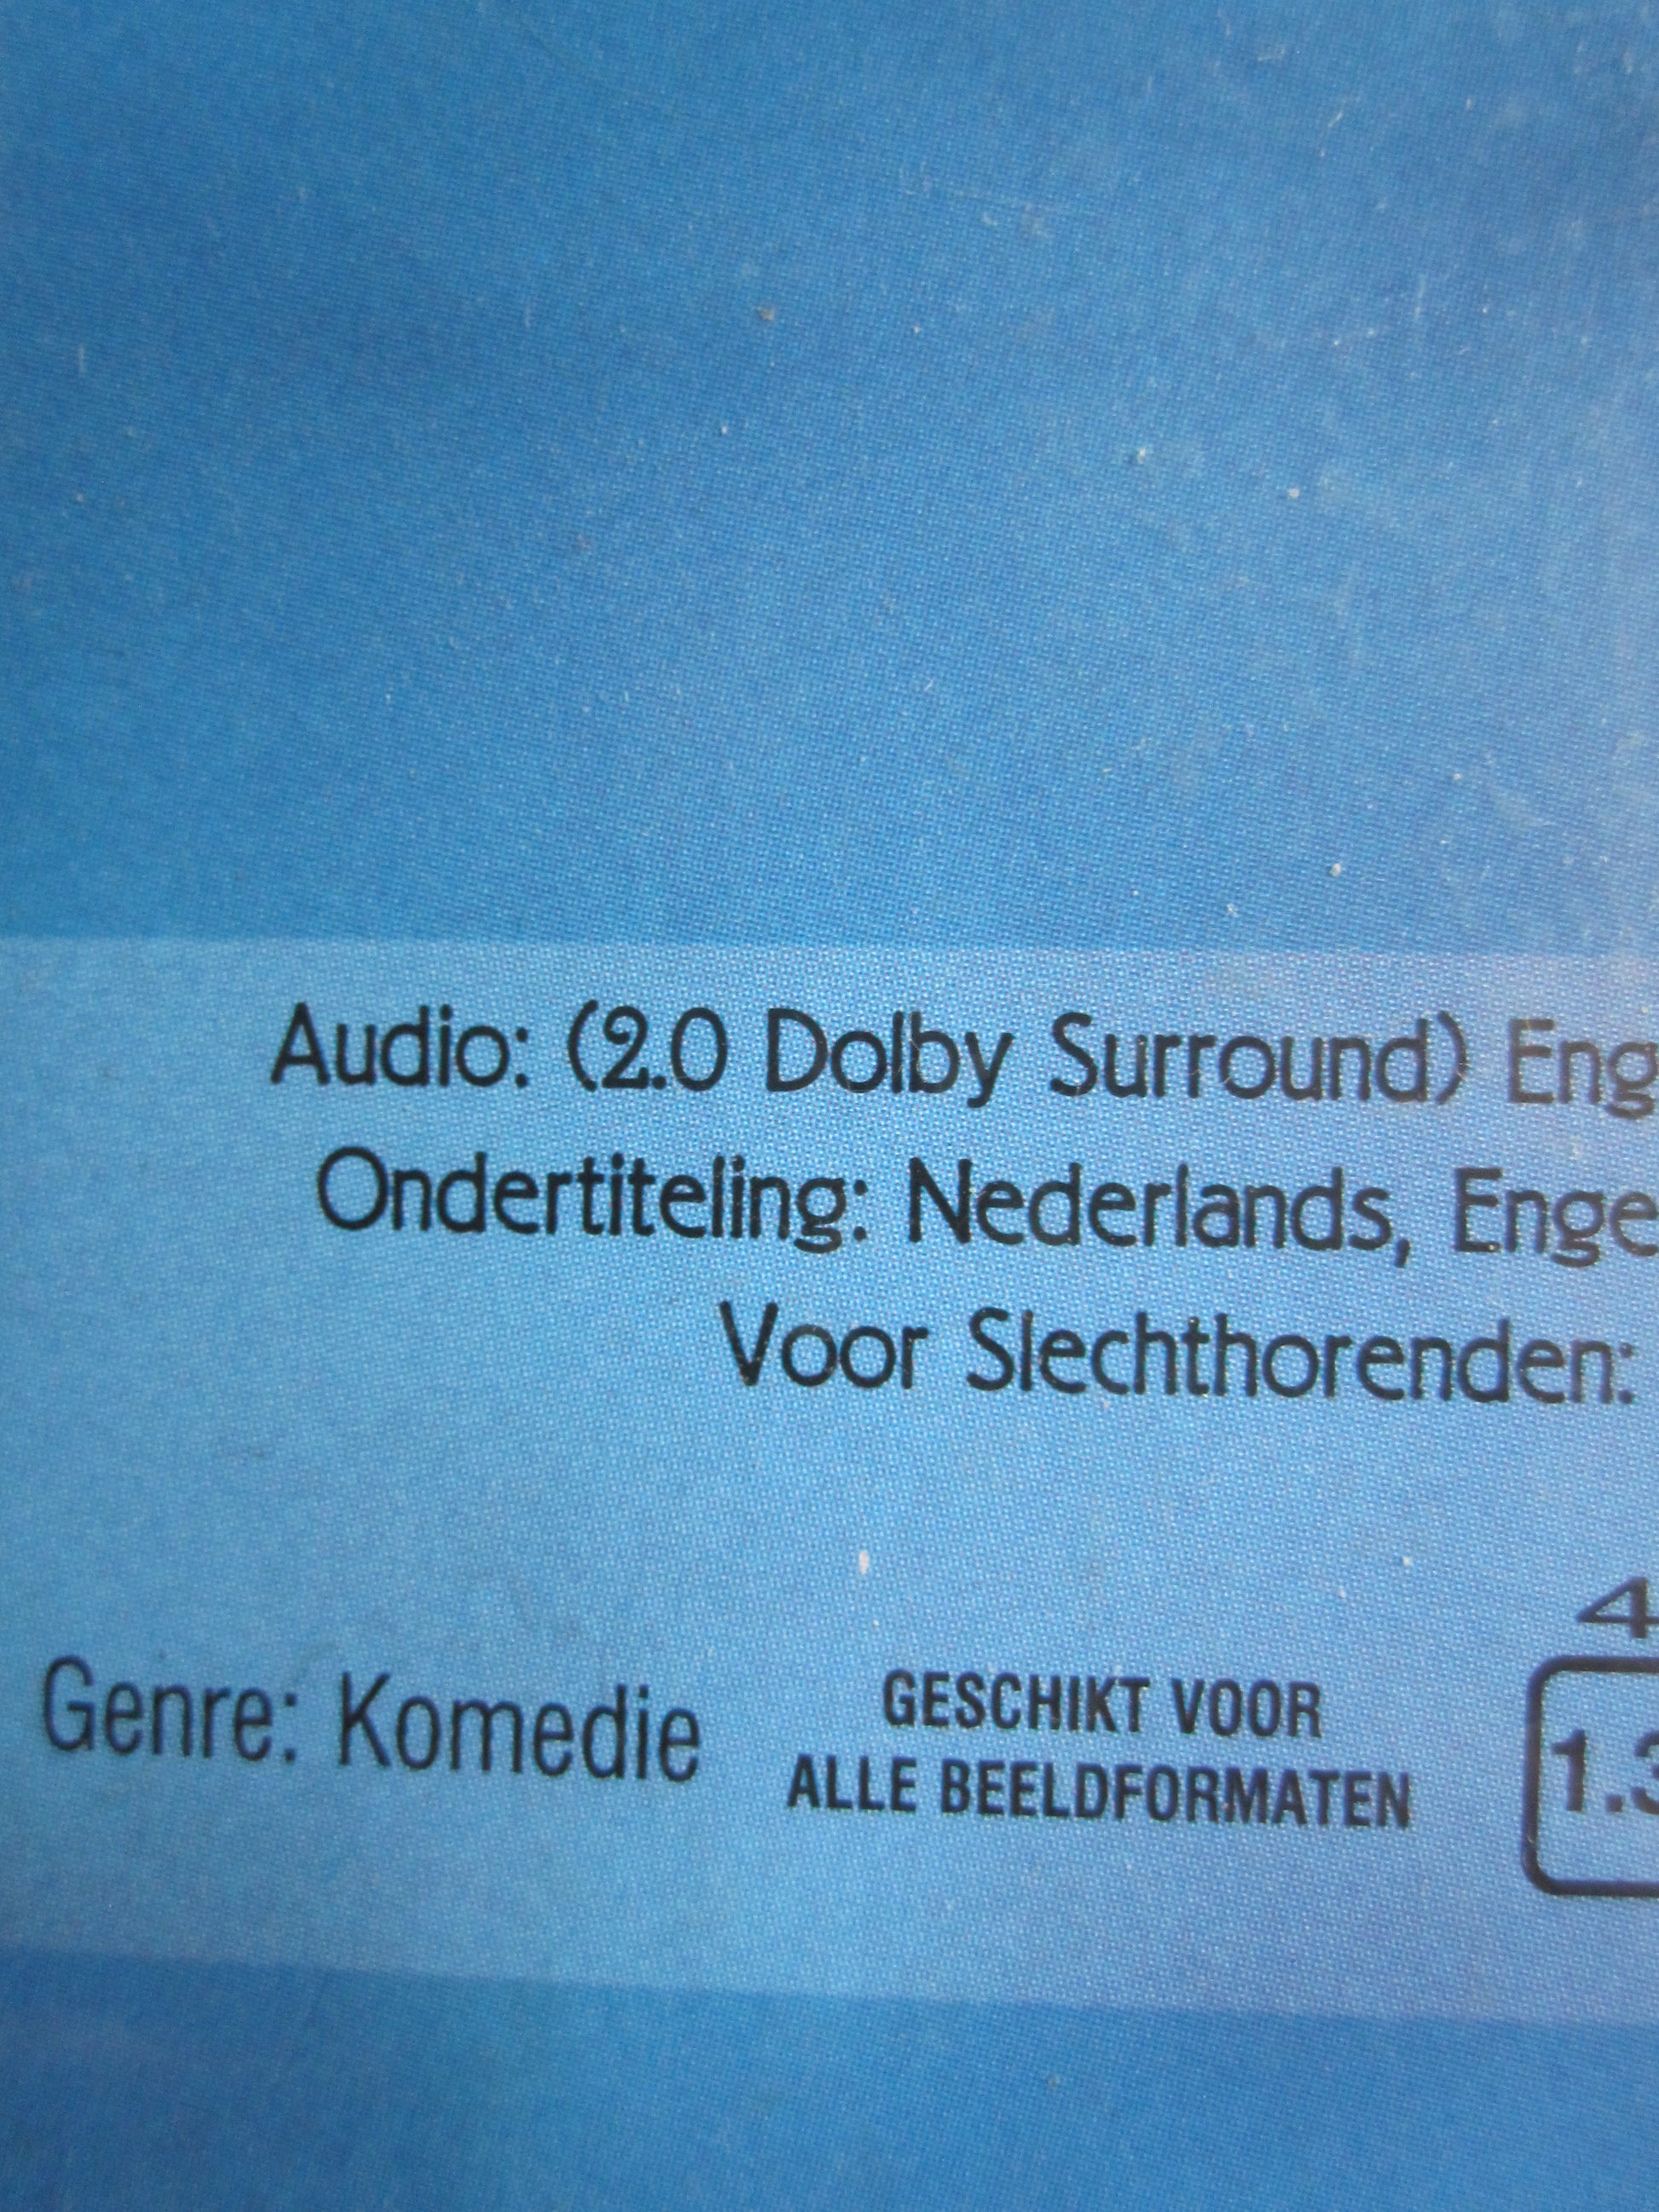 Audio: (2.0 Dolby Surround) Eng
Ondertiteling: Nederlands, Enge
Voor Slechthorenden:
4
Genre: Komedie
GESCHIKT VOOR
ALLE BEELDFORMATEN
1.3